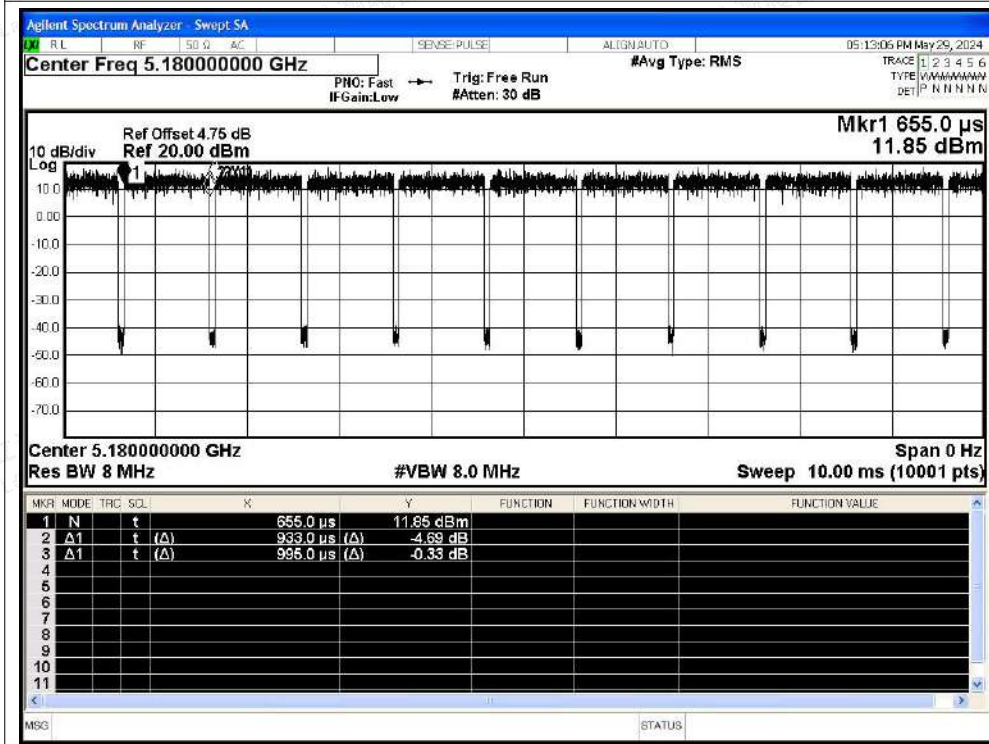 Agilent Spectrum Analyzer - Swept SA
LXI RL RF 50 Ω AC SENSE:PULSE ALIGN AUTO 05:13:06 PM May 29, 2024
Center Freq 5.180000000 GHz #Avg Type: RMS TRACE 1 2 3 4 5 6
PNO: Fast Trig: Free Run TYPE
IFGain:Low #Atten: 30 dB DET P N N N N N
Mkr1 655.0 µs
Ref Offset 4.75 dB
10 dB/div Ref 20.00 dBm 11.85 dBm
Log
1
10.0
0.00
-10.0
-20.0
-30.0
-40.0
-50.0
-60.0
-70.0
Center 5.180000000 GHz Span 0 Hz
Res BW 8 MHz #VBW 8.0 MHz Sweep 10.00 ms (10001 pts)
MKR MODE TRC SCL X Y FUNCTION FUNCTION WIDTH FUNCTION VALUE
1 N t 655.0 µs 11.85 dBm
2 Δ1 t (Δ) 933.0 µs (Δ) -4.69 dB
3 Δ1 t (Δ) 995.0 µs (Δ) -0.33 dB
4
5
6
7
8
9
10
11
MSG STATUS